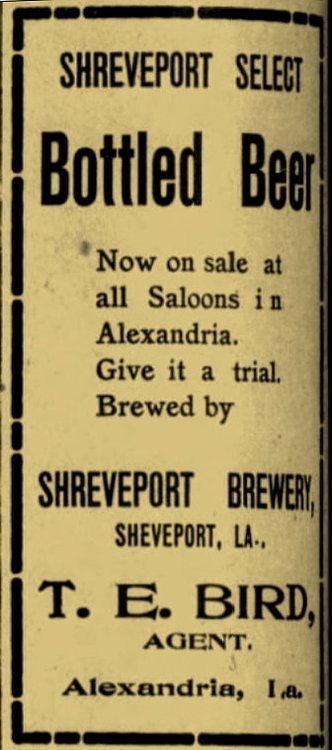 SHREVEPORT SELECT
Bottled Beer
Now on sale at
all Saloons in
Alexandria.
Give it a trial.
Brewed by
SHREVEPORT BREWERY,
SHEVEPORT, LA.,
T. E. BIRD,
AGENT.
Alexandria, La.